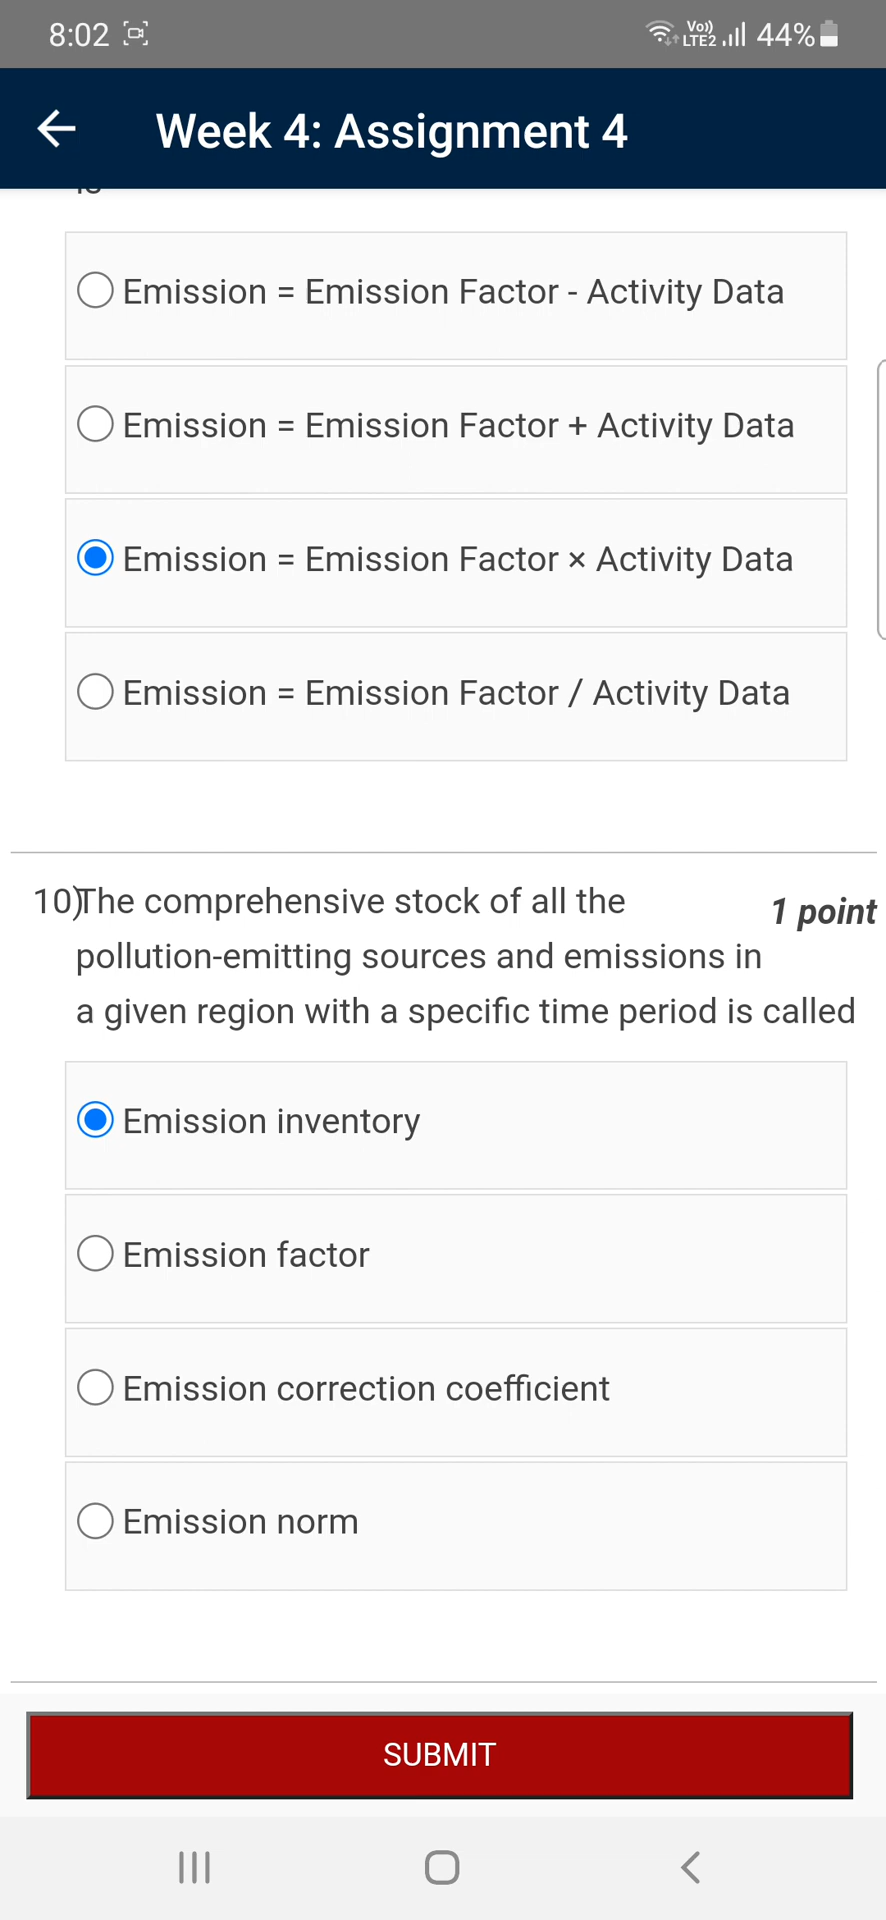 8:02
Vo)) LTE2 44%
Week 4: Assignment 4
Emission = Emission Factor - Activity Data
Emission = Emission Factor + Activity Data
Emission = Emission Factor × Activity Data
Emission = Emission Factor / Activity Data
10)The comprehensive stock of all the
1 point
pollution-emitting sources and emissions in
a given region with a specific time period is called
Emission inventory
Emission factor
Emission correction coefficient
Emission norm
SUBMIT